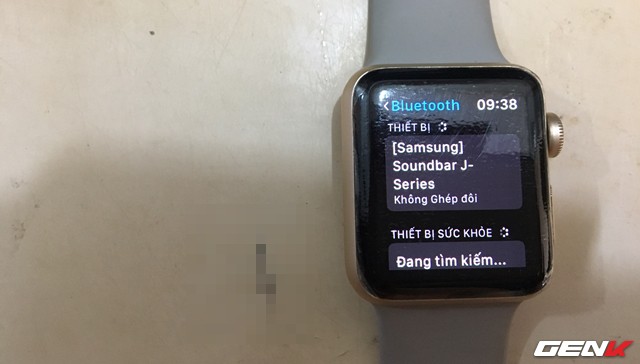 <Bluetooth 09:38
THIẾT BỊ
[Samsung]
Soundbar J-
Series
Không Ghép đôi
THIẾT BỊ SỨC KHỎE
Đang tìm kiếm...
GENK